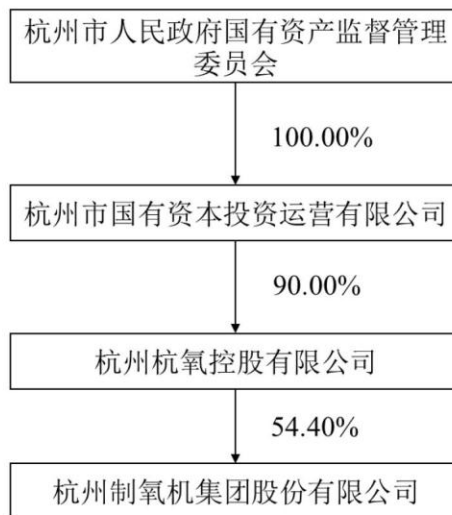 杭州市人民政府国有资产监督管理
委员会
100.00%
杭州市国有资本投资运营有限公司
90.00%
杭州杭氧控股有限公司
54.40%
杭州制氧机集团股份有限公司